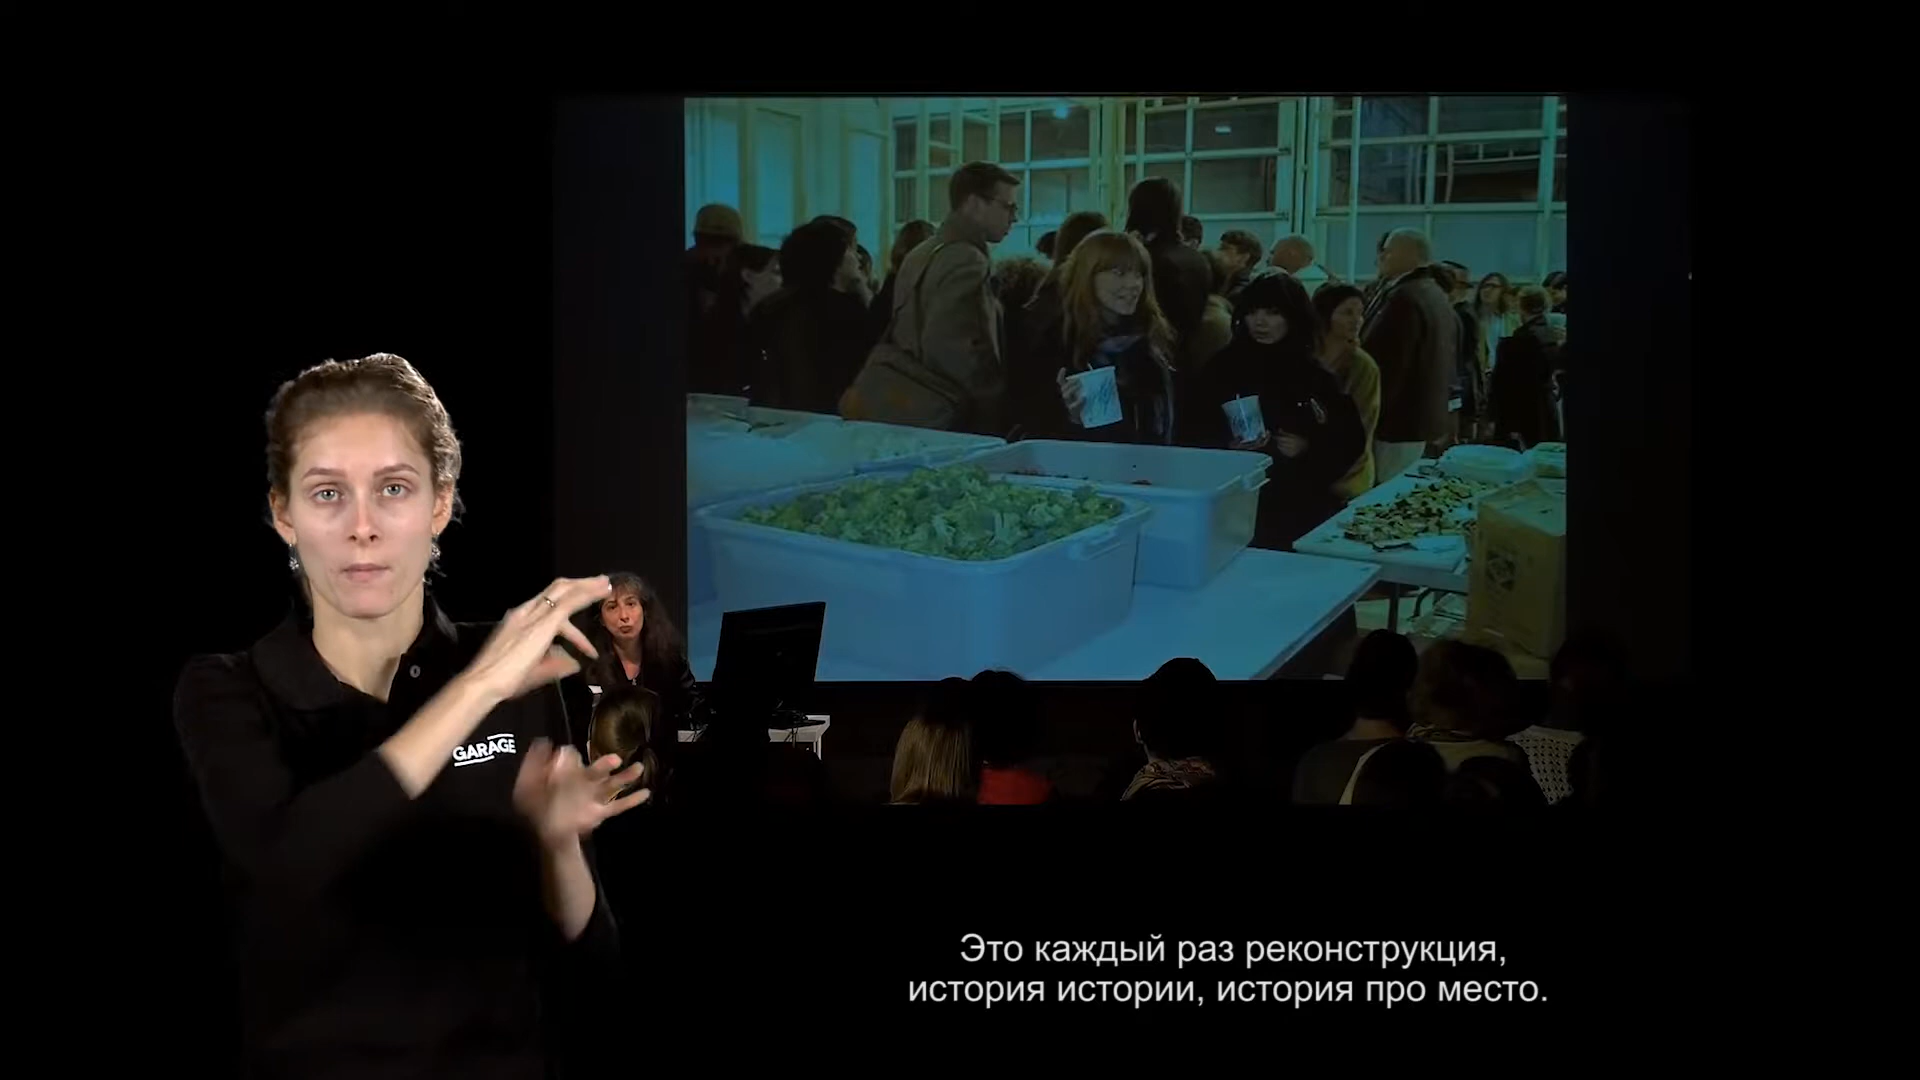 GARAGE
Это каждый раз реконструкция,
история истории, история про место.